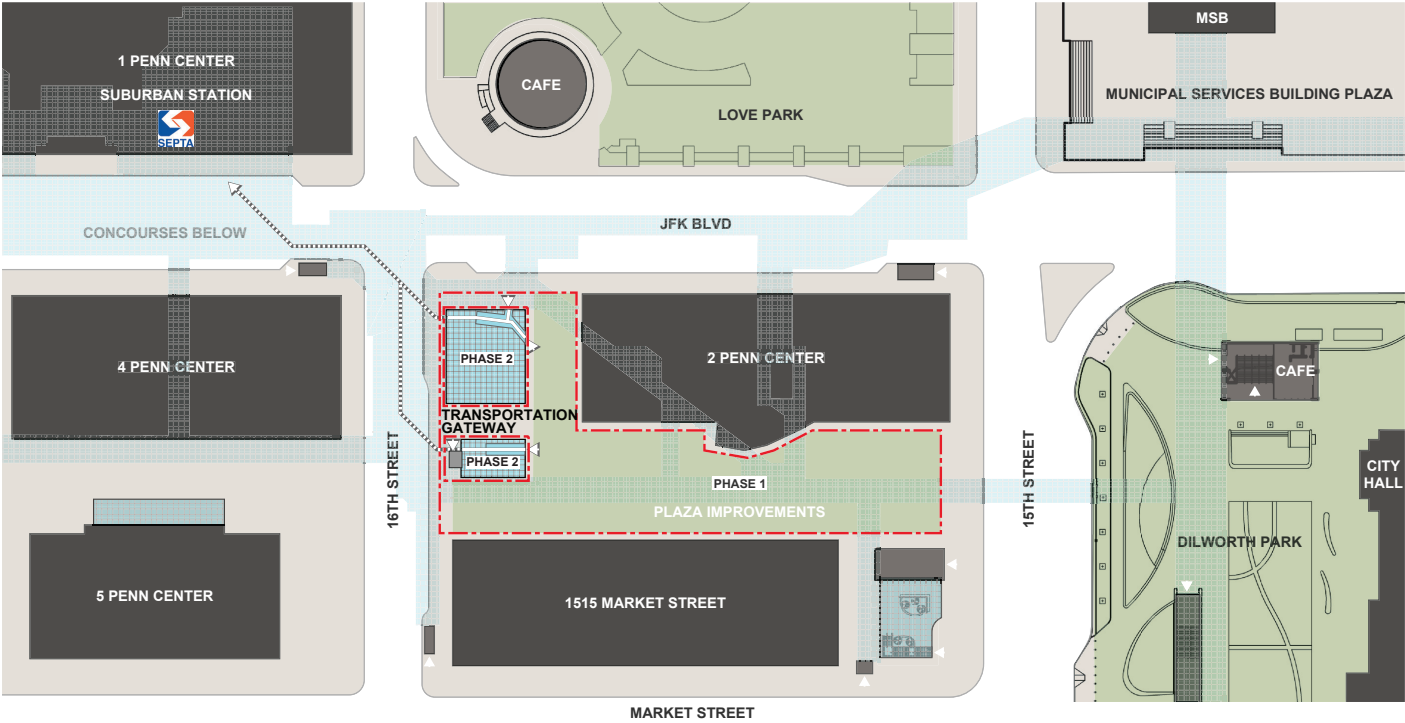 MSB
1 PENN CENTER
CAFE
SUBURBAN STATION
MUNICIPAL SERVICES BUILDING PLAZA
LOVE PARK
SEPTA
JFK BLVD
CONCOURSES BELOW
PHASE 2
2 PENN CENTER
4 PENN CENTER
CAFE
TRANSPORTATION
GATEWAY
PHASE 2
CITY
HALL
PHASE 1
16TH STREET
15TH STREET
PLAZA IMPROVEMENTS
DILWORTH PARK
5 PENN CENTER
1515 MARKET STREET
MARKET STREET